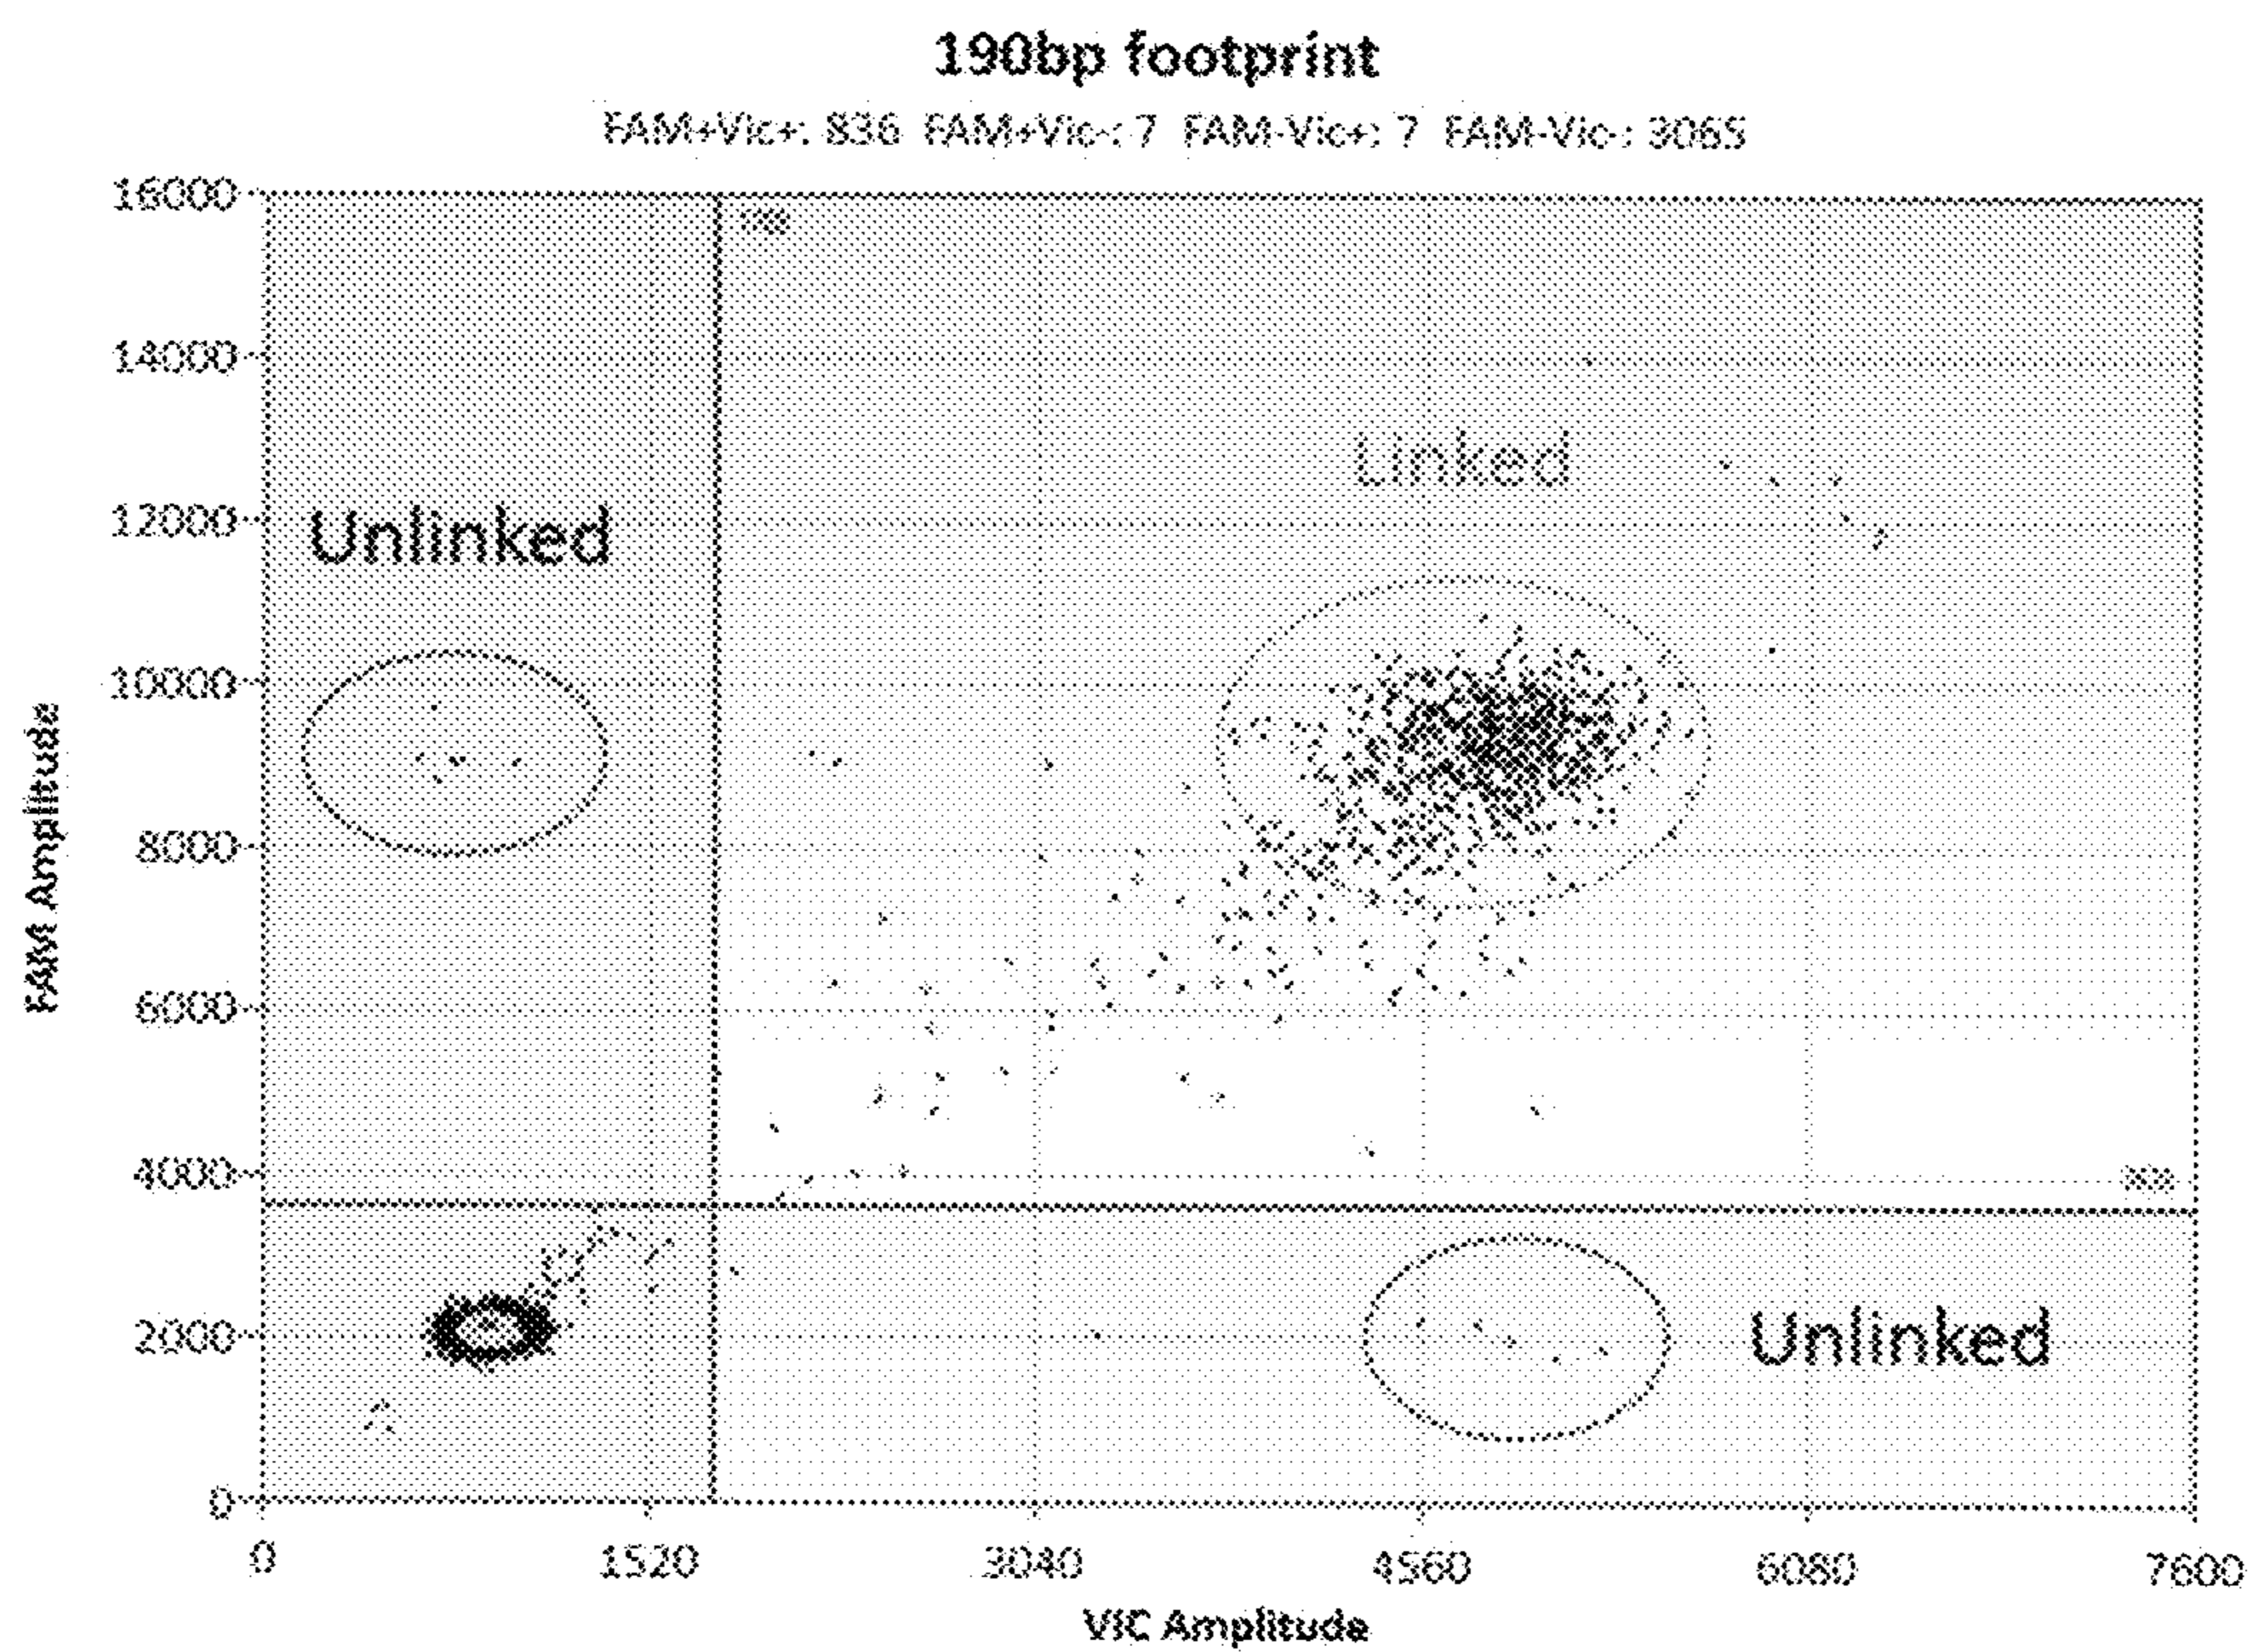 190bp footprint
FAM+Vic+: 836 FAM+Vic-: 7 FAM-Vic+: 7 FAM-Vic-: 3065
16000
14000
Linked
12000
Unlinked
10000
FAM Amplitude
8000
6000
4000
2000
Unlinked
0
0 1520 3040 4560 6080 7600
VIC Amplitude